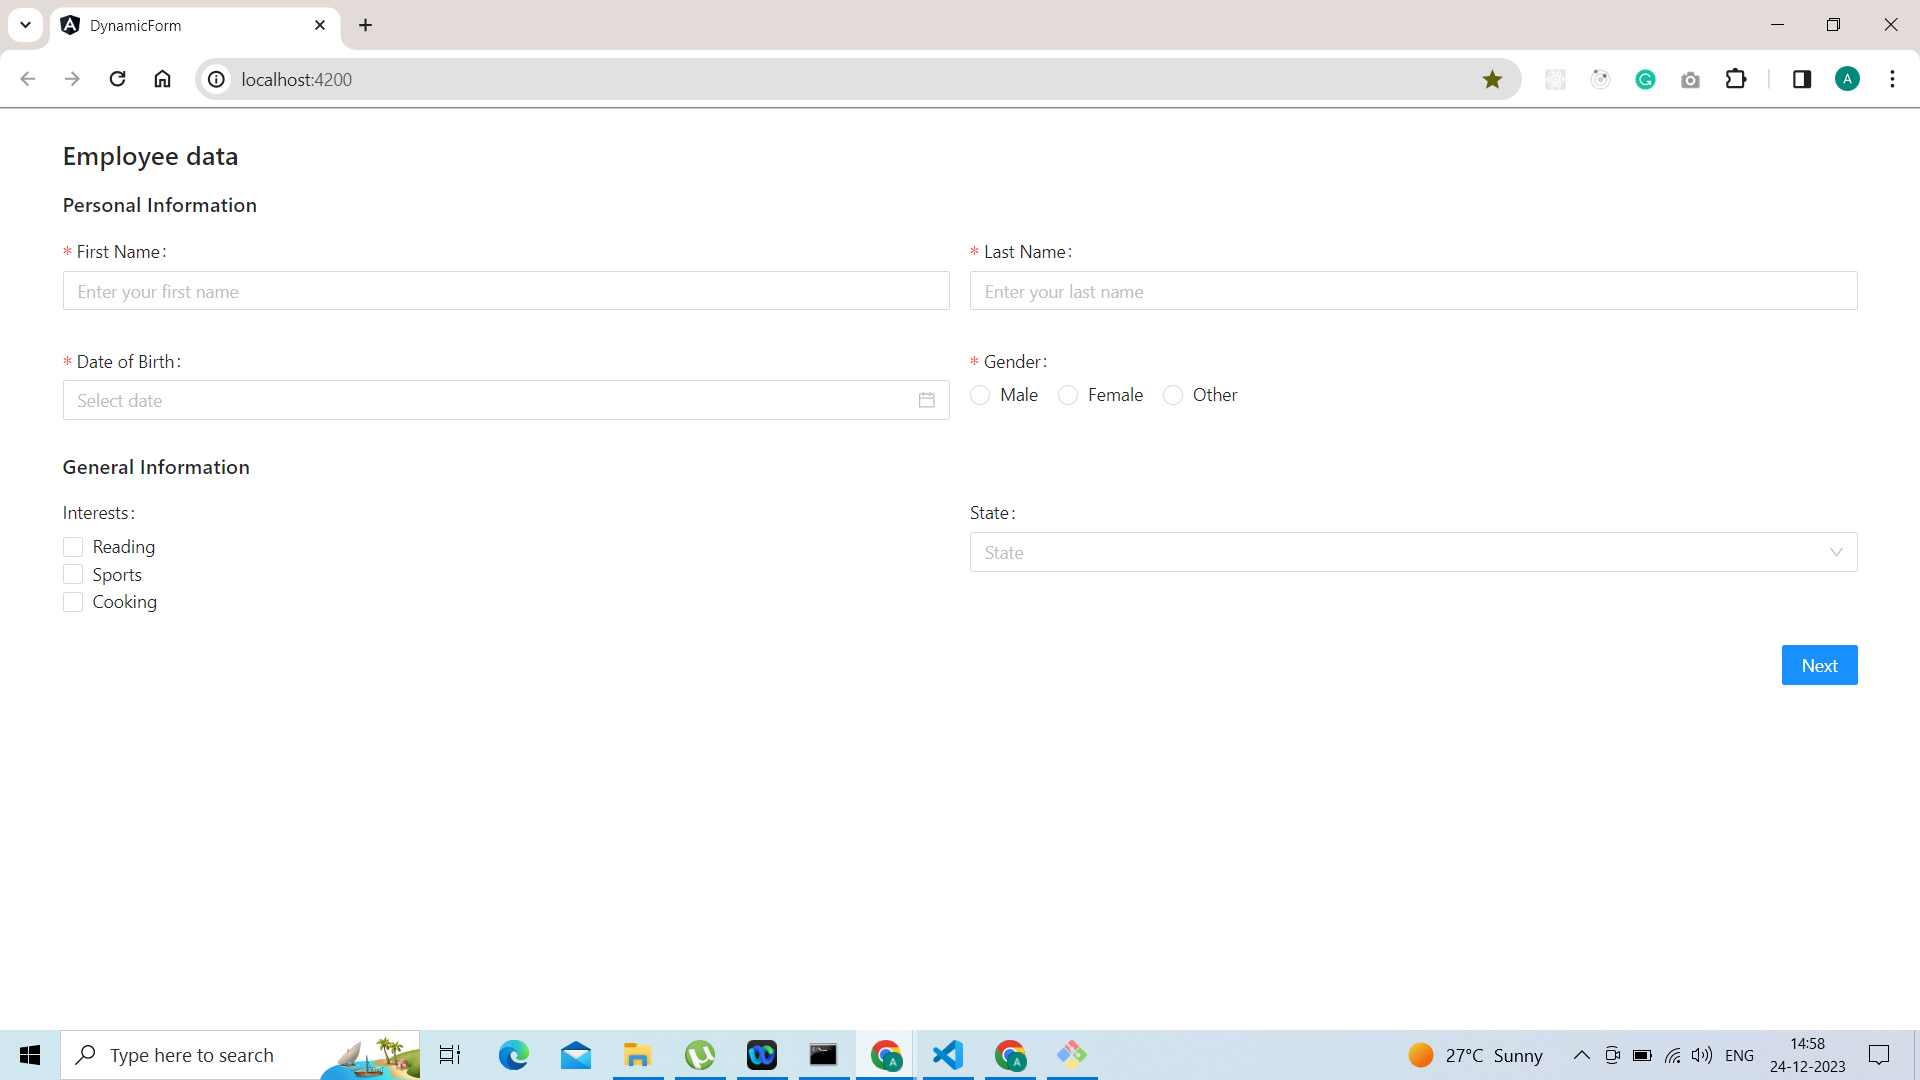 DynamicForm
localhost:4200
A
Employee data
Personal Information
* First Name:
* Last Name:
Enter your first name
Enter your last name
* Date of Birth:
* Gender:
Select date
Male
Female
Other
General Information
Interests:
State:
Reading
State
Sports
Cooking
Next
Type here to search
27°C Sunny
ENG
14:58
24-12-2023